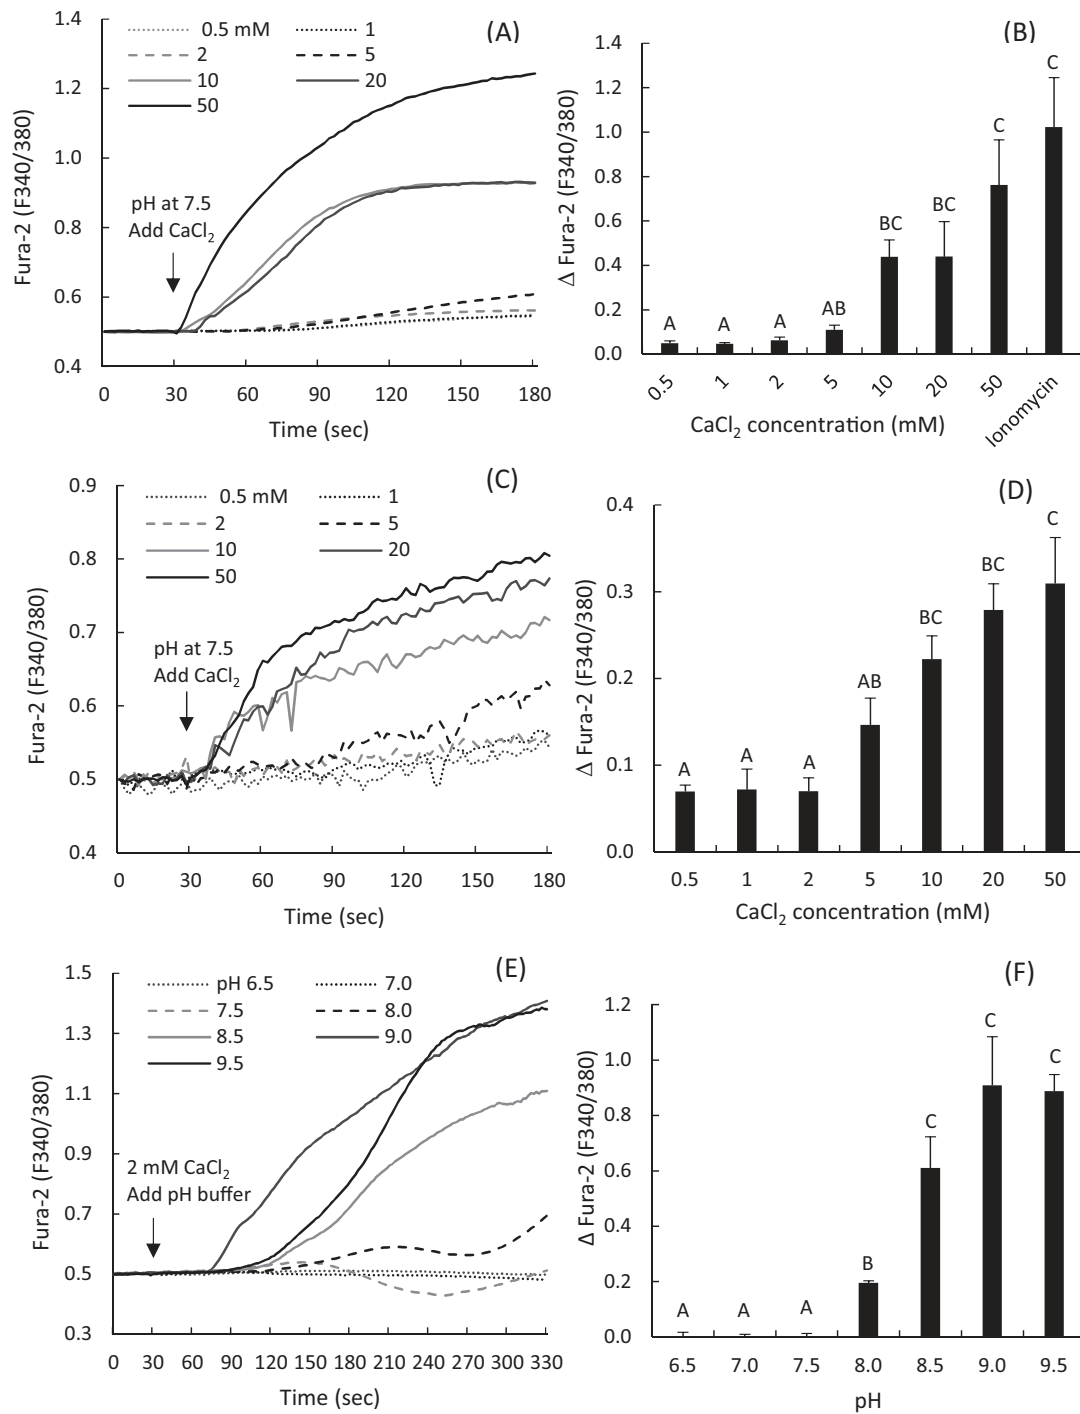 (A)
0.5 mM 1
2 5
10 20
50
Fura-2 (F340/380)
1.4
1.2
1.0
0.8
0.6
0.4
pH at 7.5
Add CaCl2
0 30 60 90 120 150 180
Time (sec)
(B)
Δ Fura-2 (F340/380)
1.4
1.2
1.0
0.8
0.6
0.4
0.2
0.0
A A A AB BC BC C C
0.5 1 2 5 10 20 50 Ionomycin
CaCl2 concentration (mM)
(C)
0.5 mM 1
2 5
10 20
50
Fura-2 (F340/380)
0.9
0.8
0.7
0.6
0.5
0.4
pH at 7.5
Add CaCl2
0 30 60 90 120 150 180
Time (sec)
(D)
Δ Fura-2 (F340/380)
0.4
0.3
0.2
0.1
0.0
A A A AB BC BC C
0.5 1 2 5 10 20 50
CaCl2 concentration (mM)
(E)
pH 6.5 7.0
7.5 8.0
8.5 9.0
9.5
Fura-2 (F340/380)
1.5
1.3
1.1
0.9
0.7
0.5
0.3
2 mM CaCl2
Add pH buffer
0 30 60 90 120 150 180 210 240 270 300 330
Time (sec)
(F)
Δ Fura-2 (F340/380)
1.2
1.0
0.8
0.6
0.4
0.2
0.0
A A A B C C C
6.5 7.0 7.5 8.0 8.5 9.0 9.5
pH